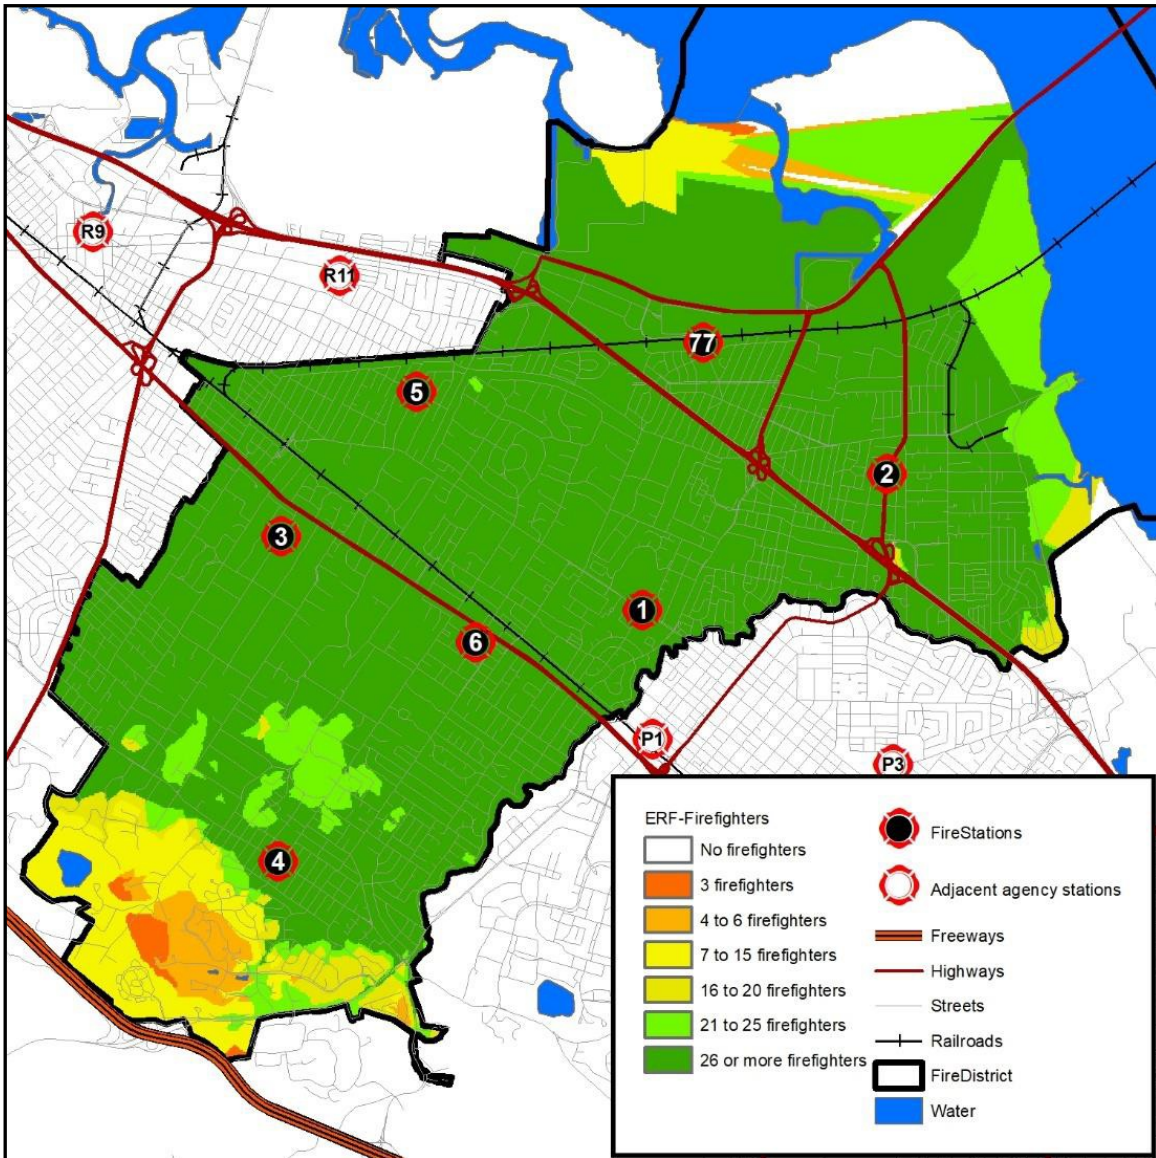 R9
R11
77
5
2
3
1
6
P1
P3
4
ERF-Firefighters
No firefighters
3 firefighters
4 to 6 firefighters
7 to 15 firefighters
16 to 20 firefighters
21 to 25 firefighters
26 or more firefighters
FireStations
Adjacent agency stations
Freeways
Highways
Streets
Railroads
FireDistrict
Water